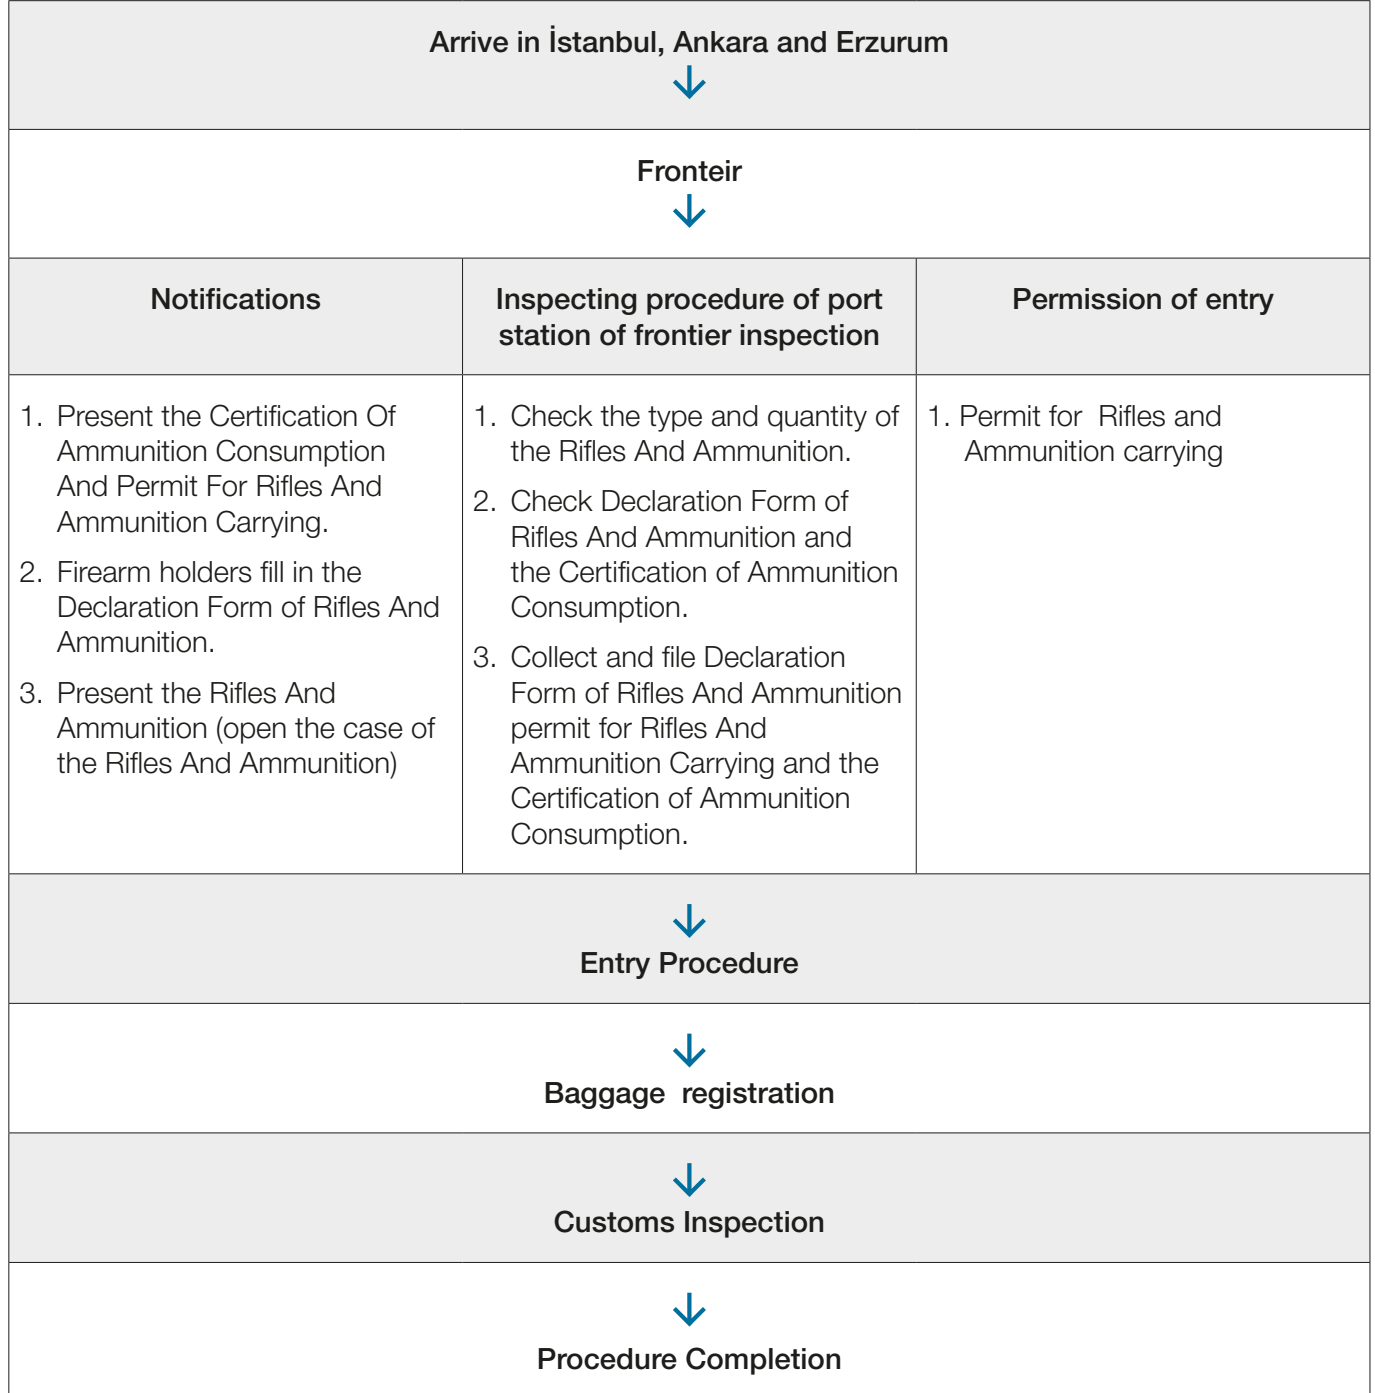 Arrive in İstanbul, Ankara and Erzurum
Fronteir
Notifications
Inspecting procedure of port
station of frontier inspection
Permission of entry
1. Present the Certification Of
Ammunition Consumption
And Permit For Rifles And
Ammunition Carrying.
2. Firearm holders fill in the
Declaration Form of Rifles And
Ammunition.
3. Present the Rifles And
Ammunition (open the case of
the Rifles And Ammunition)
1. Check the type and quantity of
the Rifles And Ammunition.
2. Check Declaration Form of
Rifles And Ammunition and
the Certification of Ammunition
Consumption.
3. Collect and file Declaration
Form of Rifles And Ammunition
permit for Rifles And
Ammunition Carrying and the
Certification of Ammunition
Consumption.
1. Permit for Rifles and
Ammunition carrying
Entry Procedure
Baggage registration
Customs Inspection
Procedure Completion